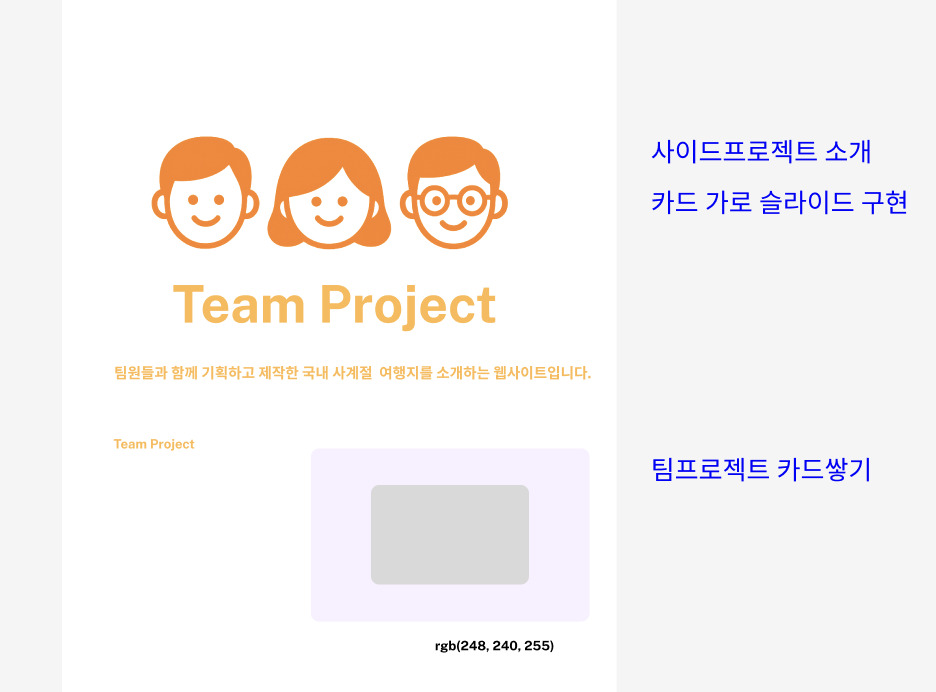 사이드프로젝트 소개
카드 가로 슬라이드 구현
Team Project
팀원들과 함께 기획하고 제작한 국내 사계절 여행지를 소개하는 웹사이트입니다.
Team Project
팀프로젝트 카드쌓기
rgb(248, 240, 255)